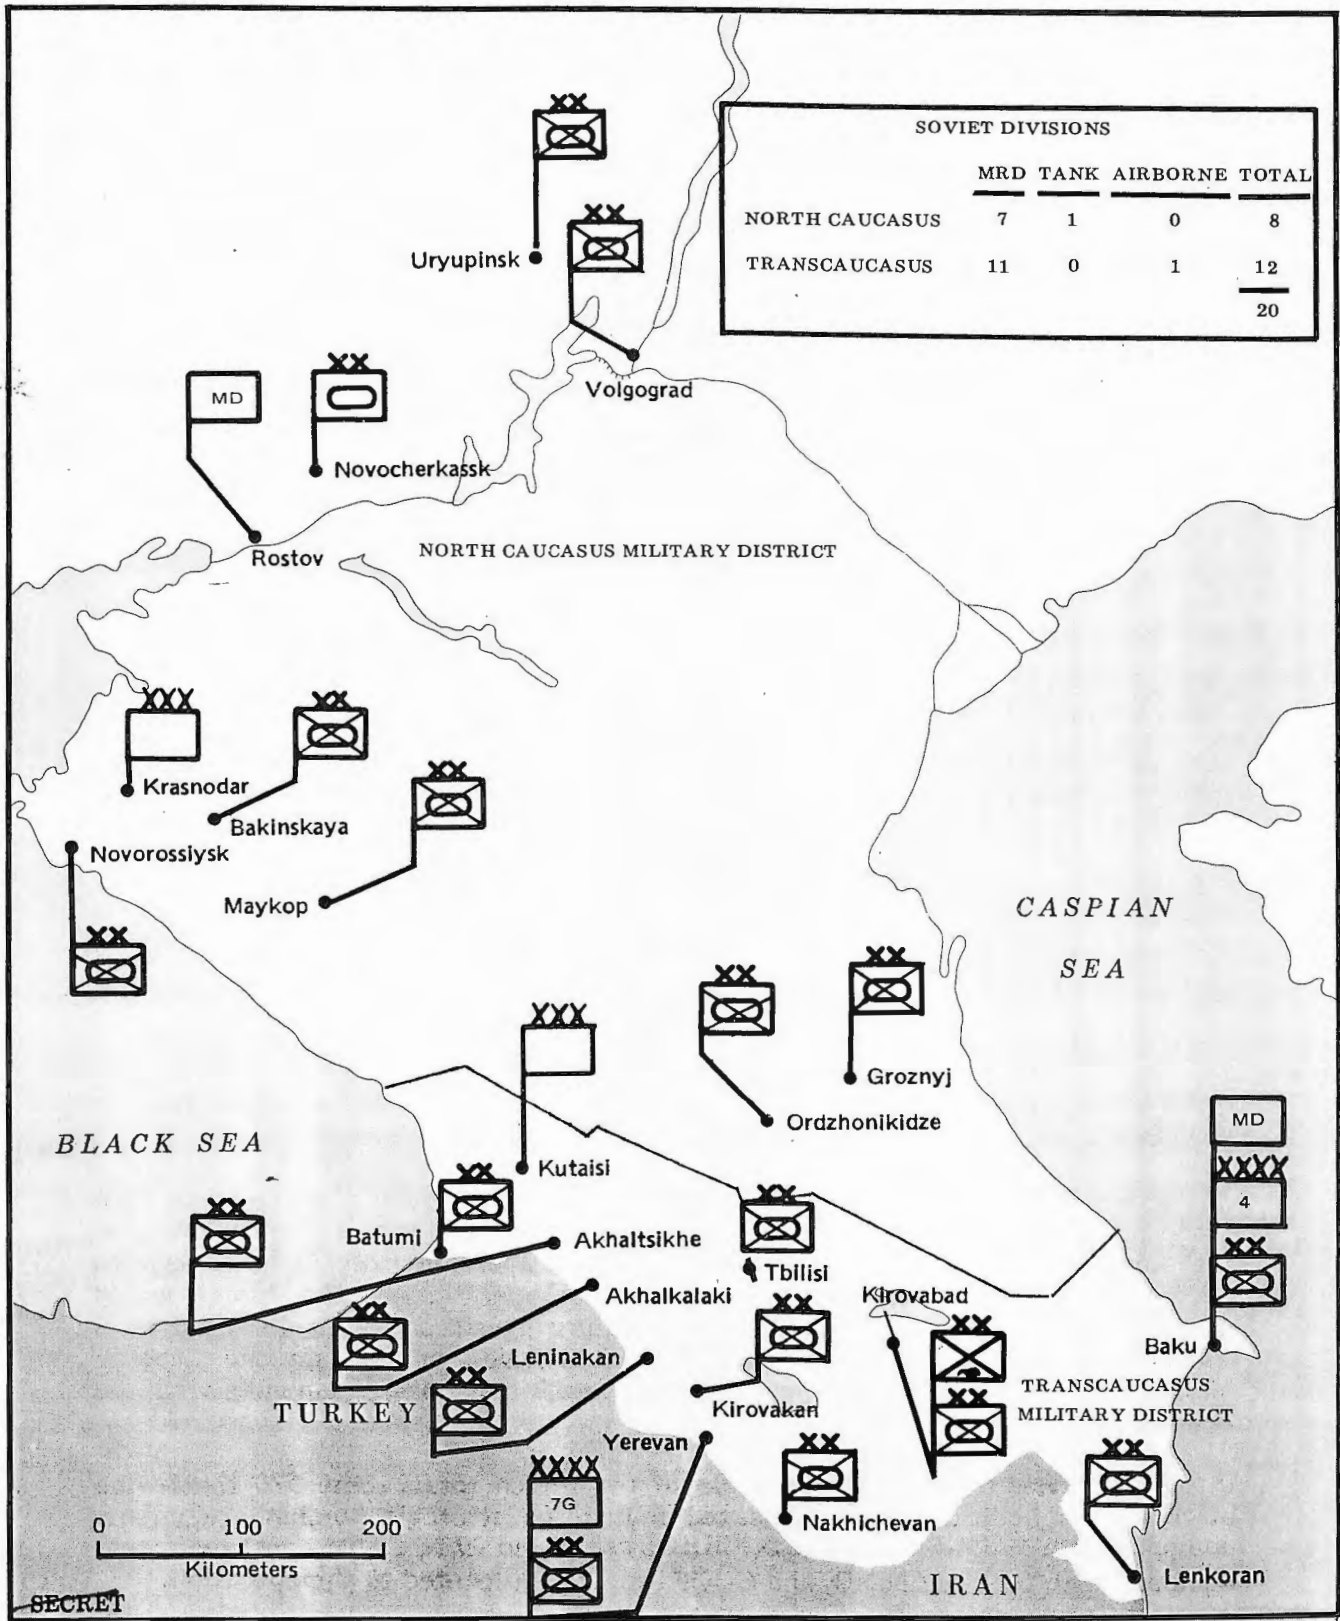 XX
SOVIET DIVISIONS
MRD TANK AIRBORNE TOTAL
NORTH CAUCASUS 7 1 0 8
TRANSCAUCASUS 11 0 1 12
20
XX
Uryupinsk
Volgograd
XX
MD
Novocherkassk
Rostov
NORTH CAUCASUS MILITARY DISTRICT
XXX
XX
Krasnodar
XX
Bakinskaya
Novorossiysk
Maykop
XX
CASPIAN
SEA
XX
XX
XXX
Groznyj
Ordzhonikidze
BLACK SEA
MD
Kutaisi
XXXX
4
XX
XX
XX
XX
Batumi
Akhaltsikhe
Tbilisi
Akhalkalaki
Kirovabad
XX
XX
XX
Baku
Leninakan
XX
TRANSCAUCASUS
MILITARY DISTRICT
XX
TURKEY
Kirovakan
Yerevan
XX
XX
XXXX
7G
Nakhichevan
0 100 200
Kilometers
XX
Lenkoran
IRAN
SECRET